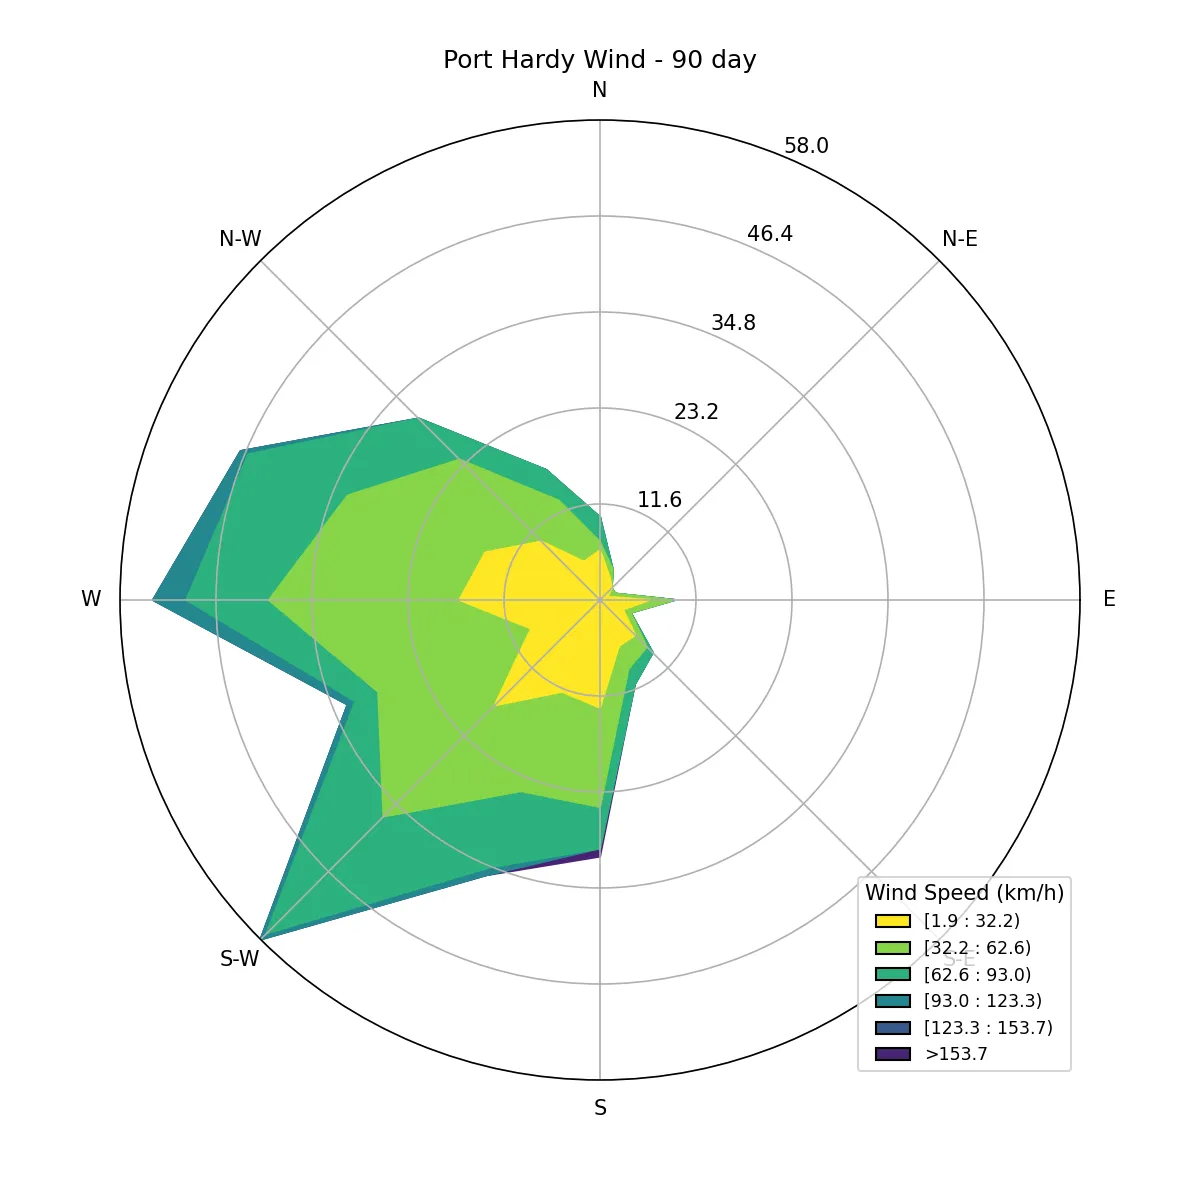 Port Hardy Wind - 90 day
N
58.0
46.4
N-W
N-E
34.8
23.2
11.6
W
E
Wind Speed (km/h)
[1.9 : 32.2)
[32.2 : 62.6)
S-W
S-E
[62.6 : 93.0)
[93.0 : 123.3)
[123.3 : 153.7)
>153.7
S